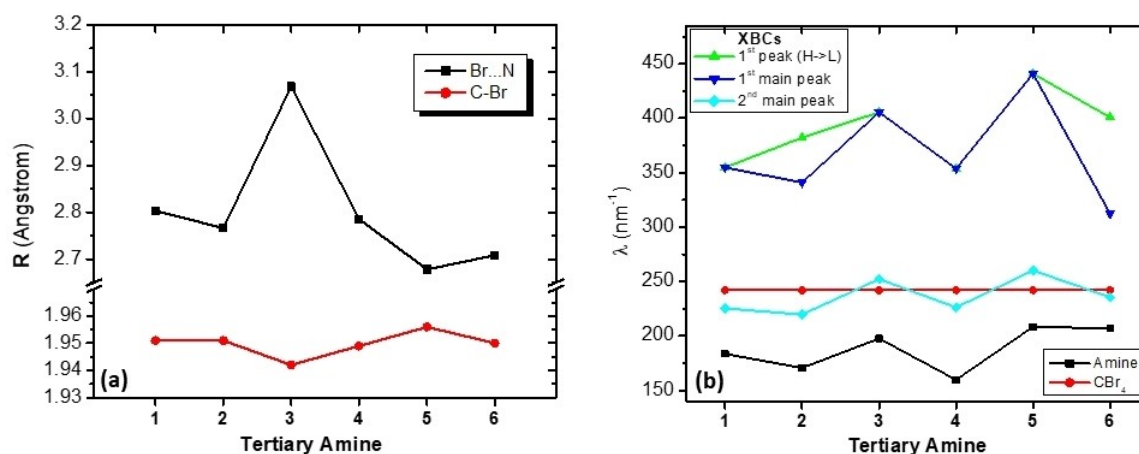 3.2
3.1
3.0
2.9
2.8
2.7
1.96
1.95
1.94
1.93
R (Angstrom)
Br...N
C-Br
(a)
1 2 3 4 5 6
Tertiary Amine
450
400
350
300
250
200
150
λ (nm⁻¹)
XBCs
1st peak (H->L)
1st main peak
2nd main peak
Amine
CBr₄
(b)
1 2 3 4 5 6
Tertiary Amine